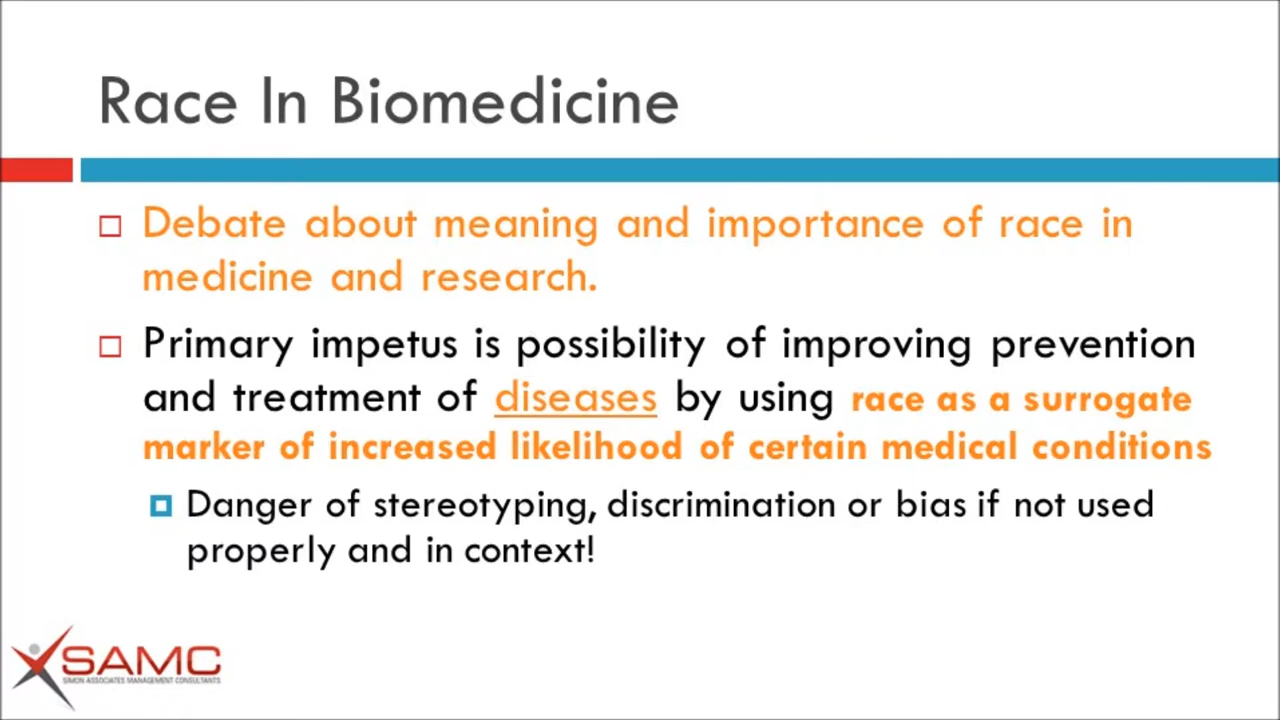 Race In Biomedicine
Debate about meaning and importance of race in
medicine and research.
Primary impetus is possibility of improving prevention
and treatment of diseases by using race as a surrogate
marker of increased likelihood of certain medical conditions
Danger of stereotyping, discrimination or bias if not used
properly and in context!
SAMC
SIMON ASSOCIATES MANAGEMENT CONSULTANTS